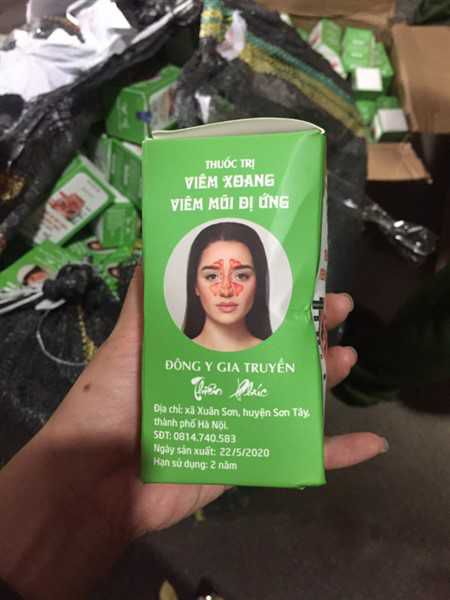 THUỐC TRỊ
VIÊM XOANG
VIÊM MŨI DỊ ỨNG
ĐÔNG Y GIA TRUYỀN
Địa chỉ: xã Xuân Sơn, huyện Sơn Tây,
thành phố Hà Nội.
SĐT: 0814.740.583
Ngày sản xuất: 22/5/2020
Hạn sử dụng: 2 năm